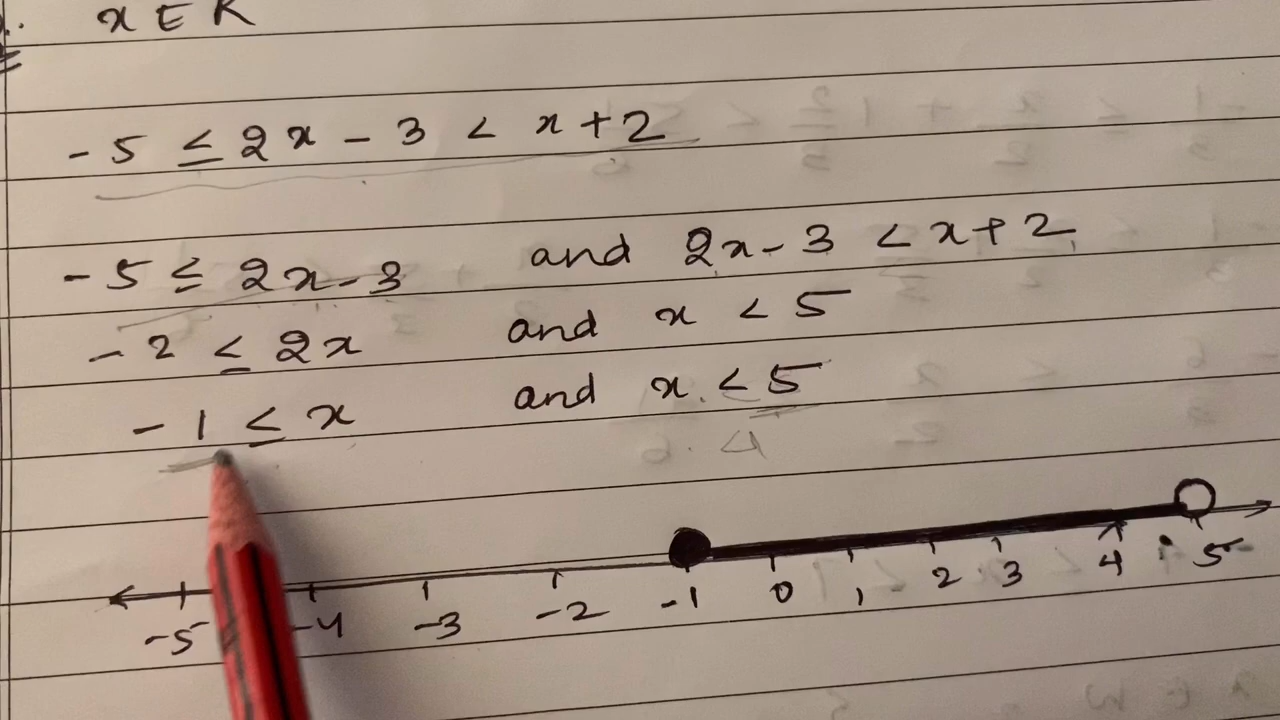 x ∈ R
-5 ≤ 2x - 3 < x + 2
-5 ≤ 2x - 3 and 2x - 3 < x + 2
-2 ≤ 2x and x < 5
-1 ≤ x and x < 5
-5 -4 -3 -2 -1 0 1 2 3 4 5